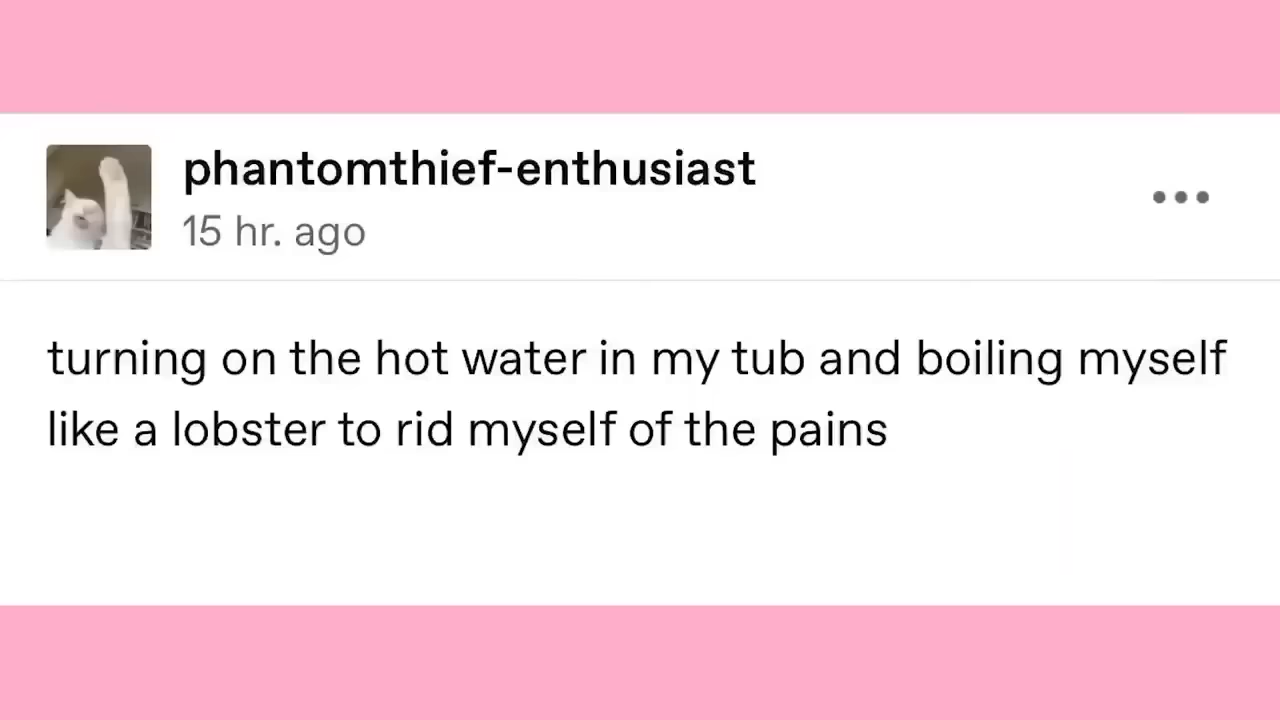 phantomthief-enthusiast
15 hr. ago
turning on the hot water in my tub and boiling myself
like a lobster to rid myself of the pains